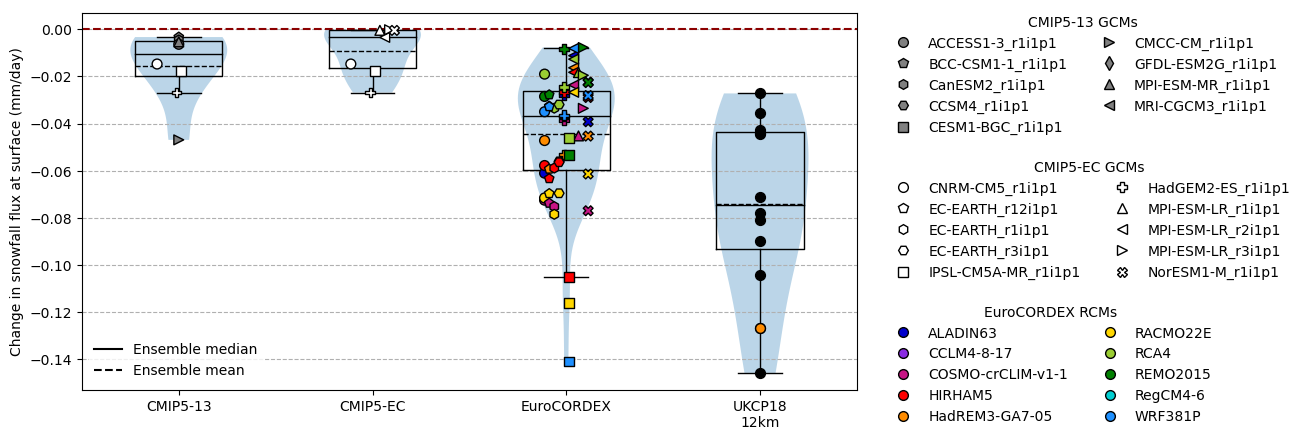 Change in snowfall flux at surface (mm/day)
0.00
−0.02
−0.04
−0.06
−0.08
−0.10
−0.12
−0.14
Ensemble median
Ensemble mean
CMIP5-13
CMIP5-EC
EuroCORDEX
UKCP18
12km
CMIP5-13 GCMs
ACCESS1-3_r1i1p1
BCC-CSM1-1_r1i1p1
CanESM2_r1i1p1
CCSM4_r1i1p1
CESM1-BGC_r1i1p1
CMCC-CM_r1i1p1
GFDL-ESM2G_r1i1p1
MPI-ESM-MR_r1i1p1
MRI-CGCM3_r1i1p1
CMIP5-EC GCMs
CNRM-CM5_r1i1p1
EC-EARTH_r12i1p1
EC-EARTH_r1i1p1
EC-EARTH_r3i1p1
IPSL-CM5A-MR_r1i1p1
HadGEM2-ES_r1i1p1
MPI-ESM-LR_r1i1p1
MPI-ESM-LR_r2i1p1
MPI-ESM-LR_r3i1p1
NorESM1-M_r1i1p1
EuroCORDEX RCMs
ALADIN63
CCLM4-8-17
COSMO-crCLIM-v1-1
HIRHAM5
HadREM3-GA7-05
RACMO22E
RCA4
REMO2015
RegCM4-6
WRF381P